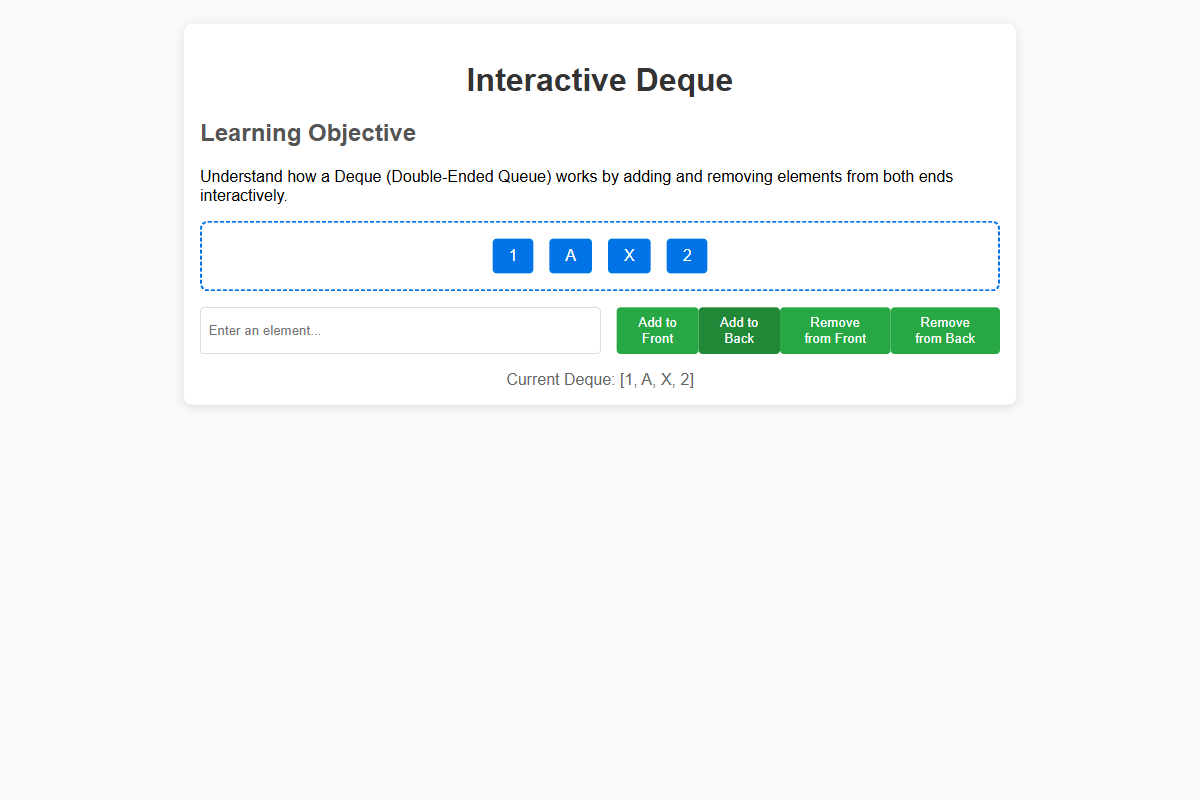 Interactive Deque
Learning Objective
Understand how a Deque (Double-Ended Queue) works by adding and removing elements from both ends
interactively.
1 A X 2
Enter an element...
Add to
Front
Add to
Back
Remove
from Front
Remove
from Back
Current Deque: [1, A, X, 2]